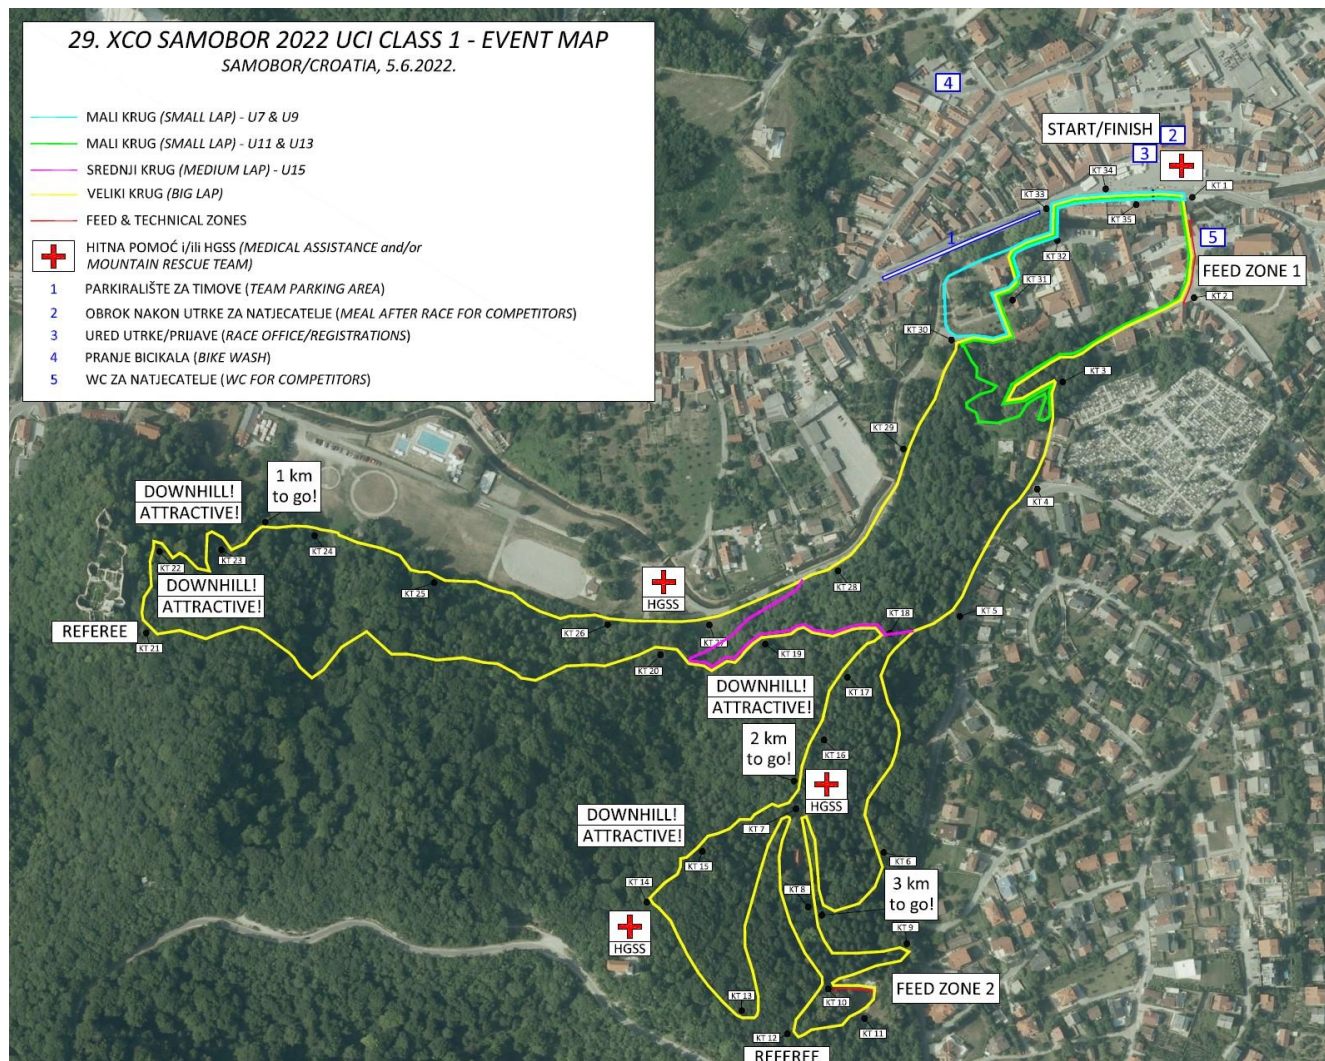 29. XCO SAMOBOR 2022 UCI CLASS 1 - EVENT MAP
SAMOBOR/CROATIA, 5.6.2022.
MALI KRUG (SMALL LAP) - U7 & U9
MALI KRUG (SMALL LAP) - U11 & U13
SREDNJI KRUG (MEDIUM LAP) - U15
VELIKI KRUG (BIG LAP)
FEED & TECHNICAL ZONES
HITNA POMOĆ i/ili HGSS (MEDICAL ASSISTANCE and/or
MOUNTAIN RESCUE TEAM)
1 PARKIRALIŠTE ZA TIMOVE (TEAM PARKING AREA)
2 OBROK NAKON UTRKE ZA NATJECATELJE (MEAL AFTER RACE FOR COMPETITORS)
3 URED UTRKE/PRIJAVE (RACE OFFICE/REGISTRATIONS)
4 PRANJE BICIKALA (BIKE WASH)
5 WC ZA NATJECATELJE (WC FOR COMPETITORS)
4
START/FINISH
2
3
KT 34
KT 33
KT 35
KT 1
1
5
KT 32
FEED ZONE 1
KT 31
KT 2
KT 30
KT 3
KT 29
KT 4
1 km
to go!
DOWNHILL!
ATTRACTIVE!
KT 24
KT 23
KT 22
DOWNHILL!
ATTRACTIVE!
KT 25
KT 28
HGSS
REFEREE
KT 21
KT 26
KT 27
KT 18
KT 5
KT 19
KT 20
DOWNHILL!
ATTRACTIVE!
KT 17
2 km
to go!
KT 16
HGSS
DOWNHILL!
ATTRACTIVE!
KT 7
KT 15
KT 6
3 km
to go!
KT 14
KT 8
HGSS
KT 9
FEED ZONE 2
KT 10
KT 13
KT 11
KT 12
REFEREE